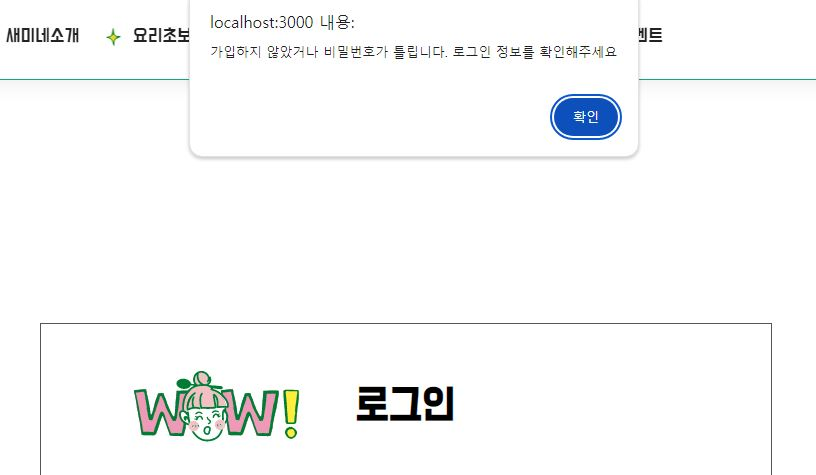 localhost:3000 내용:
가입하지 않았거나 비밀번호가 틀립니다. 로그인 정보를 확인해주세요
확인
새미네소개 요리초보
WOW! 로그인